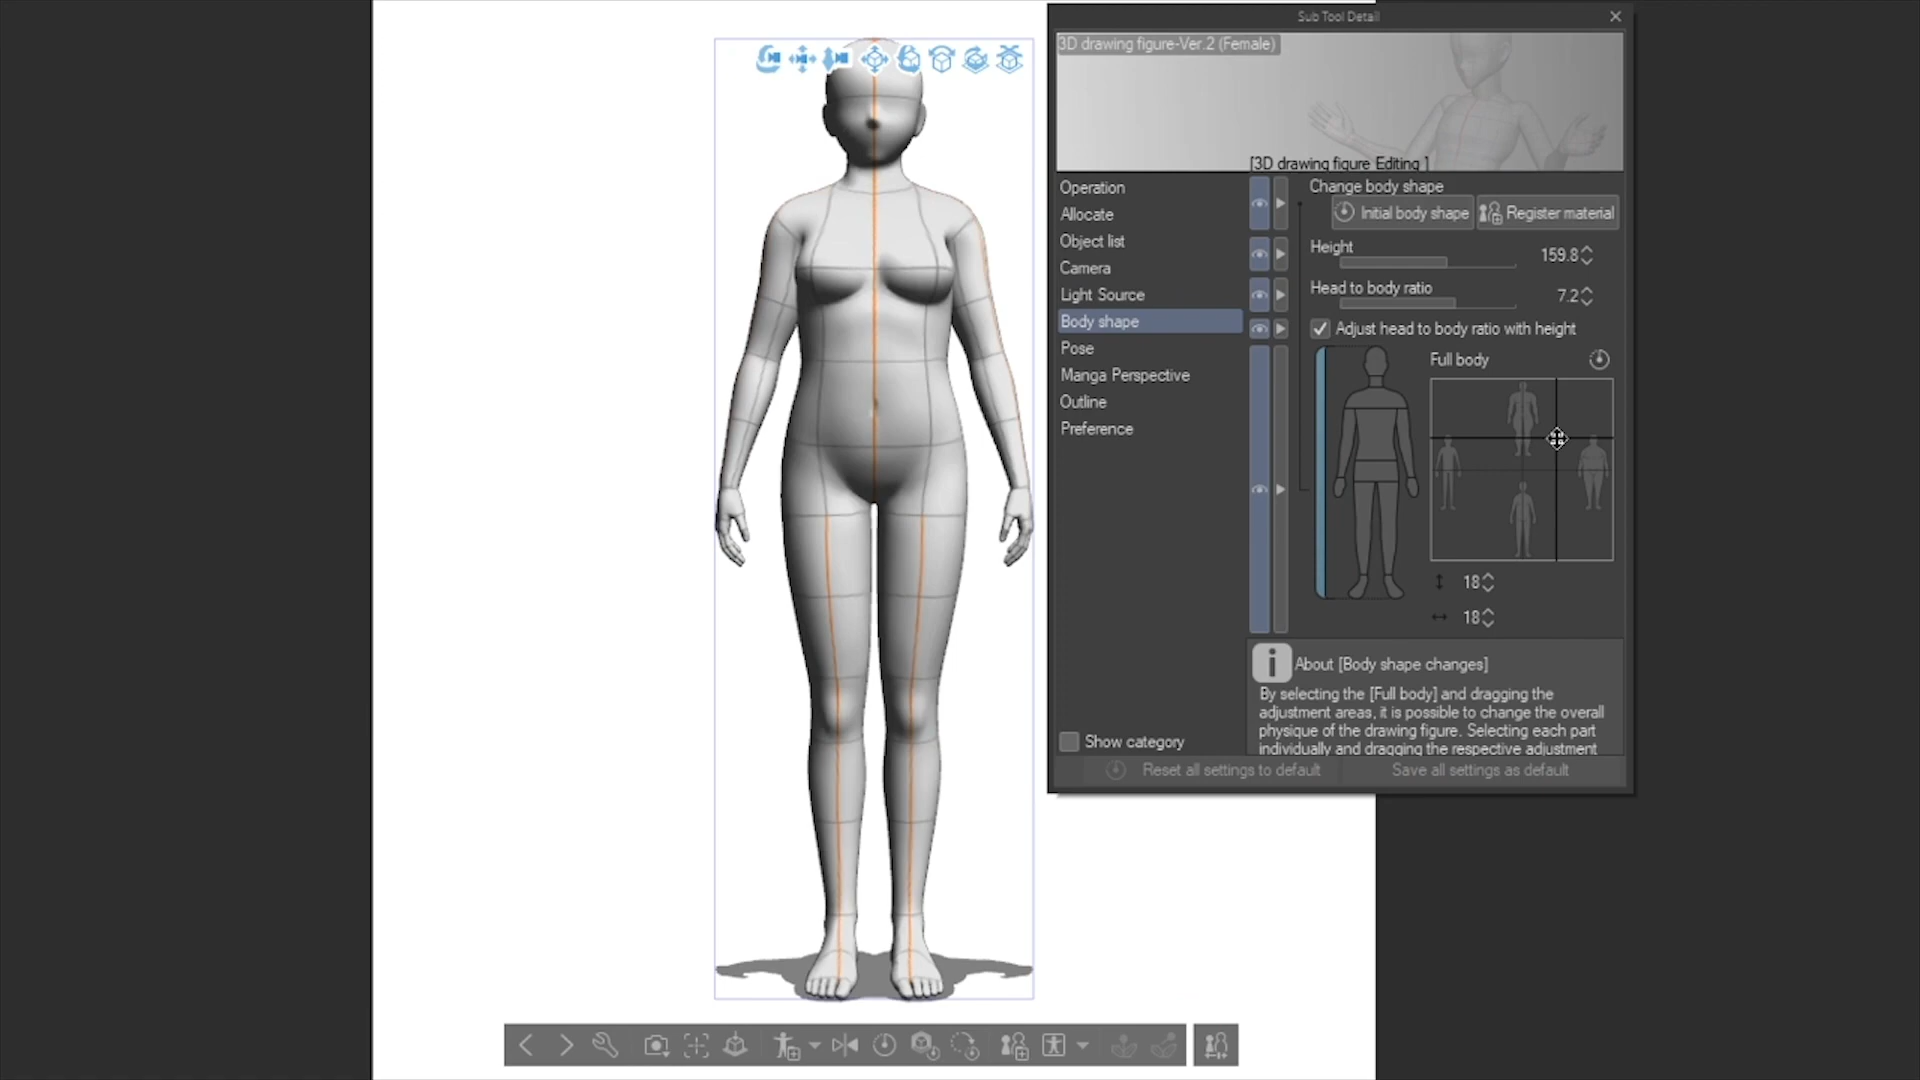 Sub Tool Detail
3D drawing figure-Ver.2 (Female)
[3D drawing figure Editing ]
Operation
Allocate
Object list
Camera
Light Source
Body shape
Pose
Manga Perspective
Outline
Preference
Change body shape
Initial body shape
Register material
Height
159.8
Head to body ratio
7.2
Adjust head to body ratio with height
Full body
18
18
About [Body shape changes]
By selecting the [Full body] and dragging the
adjustment areas, it is possible to change the overall
physique of the drawing figure. Selecting each part
individually and dragging the respective adjustment
Show category
Reset all settings to default
Save all settings as default